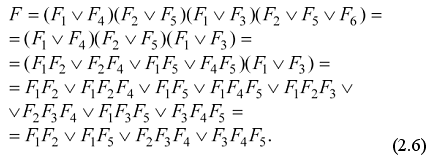 F = (F₁ ∨ F₄)(F₂ ∨ F₅)(F₁ ∨ F₃)(F₂ ∨ F₅ ∨ F₆) =
= (F₁ ∨ F₄)(F₂ ∨ F₅)(F₁ ∨ F₃) =
= (F₁F₂ ∨ F₂F₄ ∨ F₁F₅ ∨ F₄F₅)(F₁ ∨ F₃) =
= F₁F₂ ∨ F₁F₂F₄ ∨ F₁F₅ ∨ F₁F₄F₅ ∨ F₁F₂F₃ ∨
∨F₂F₃F₄ ∨ F₁F₃F₅ ∨ F₃F₄F₅ =
= F₁F₂ ∨ F₁F₅ ∨ F₂F₃F₄ ∨ F₃F₄F₅. (2.6)